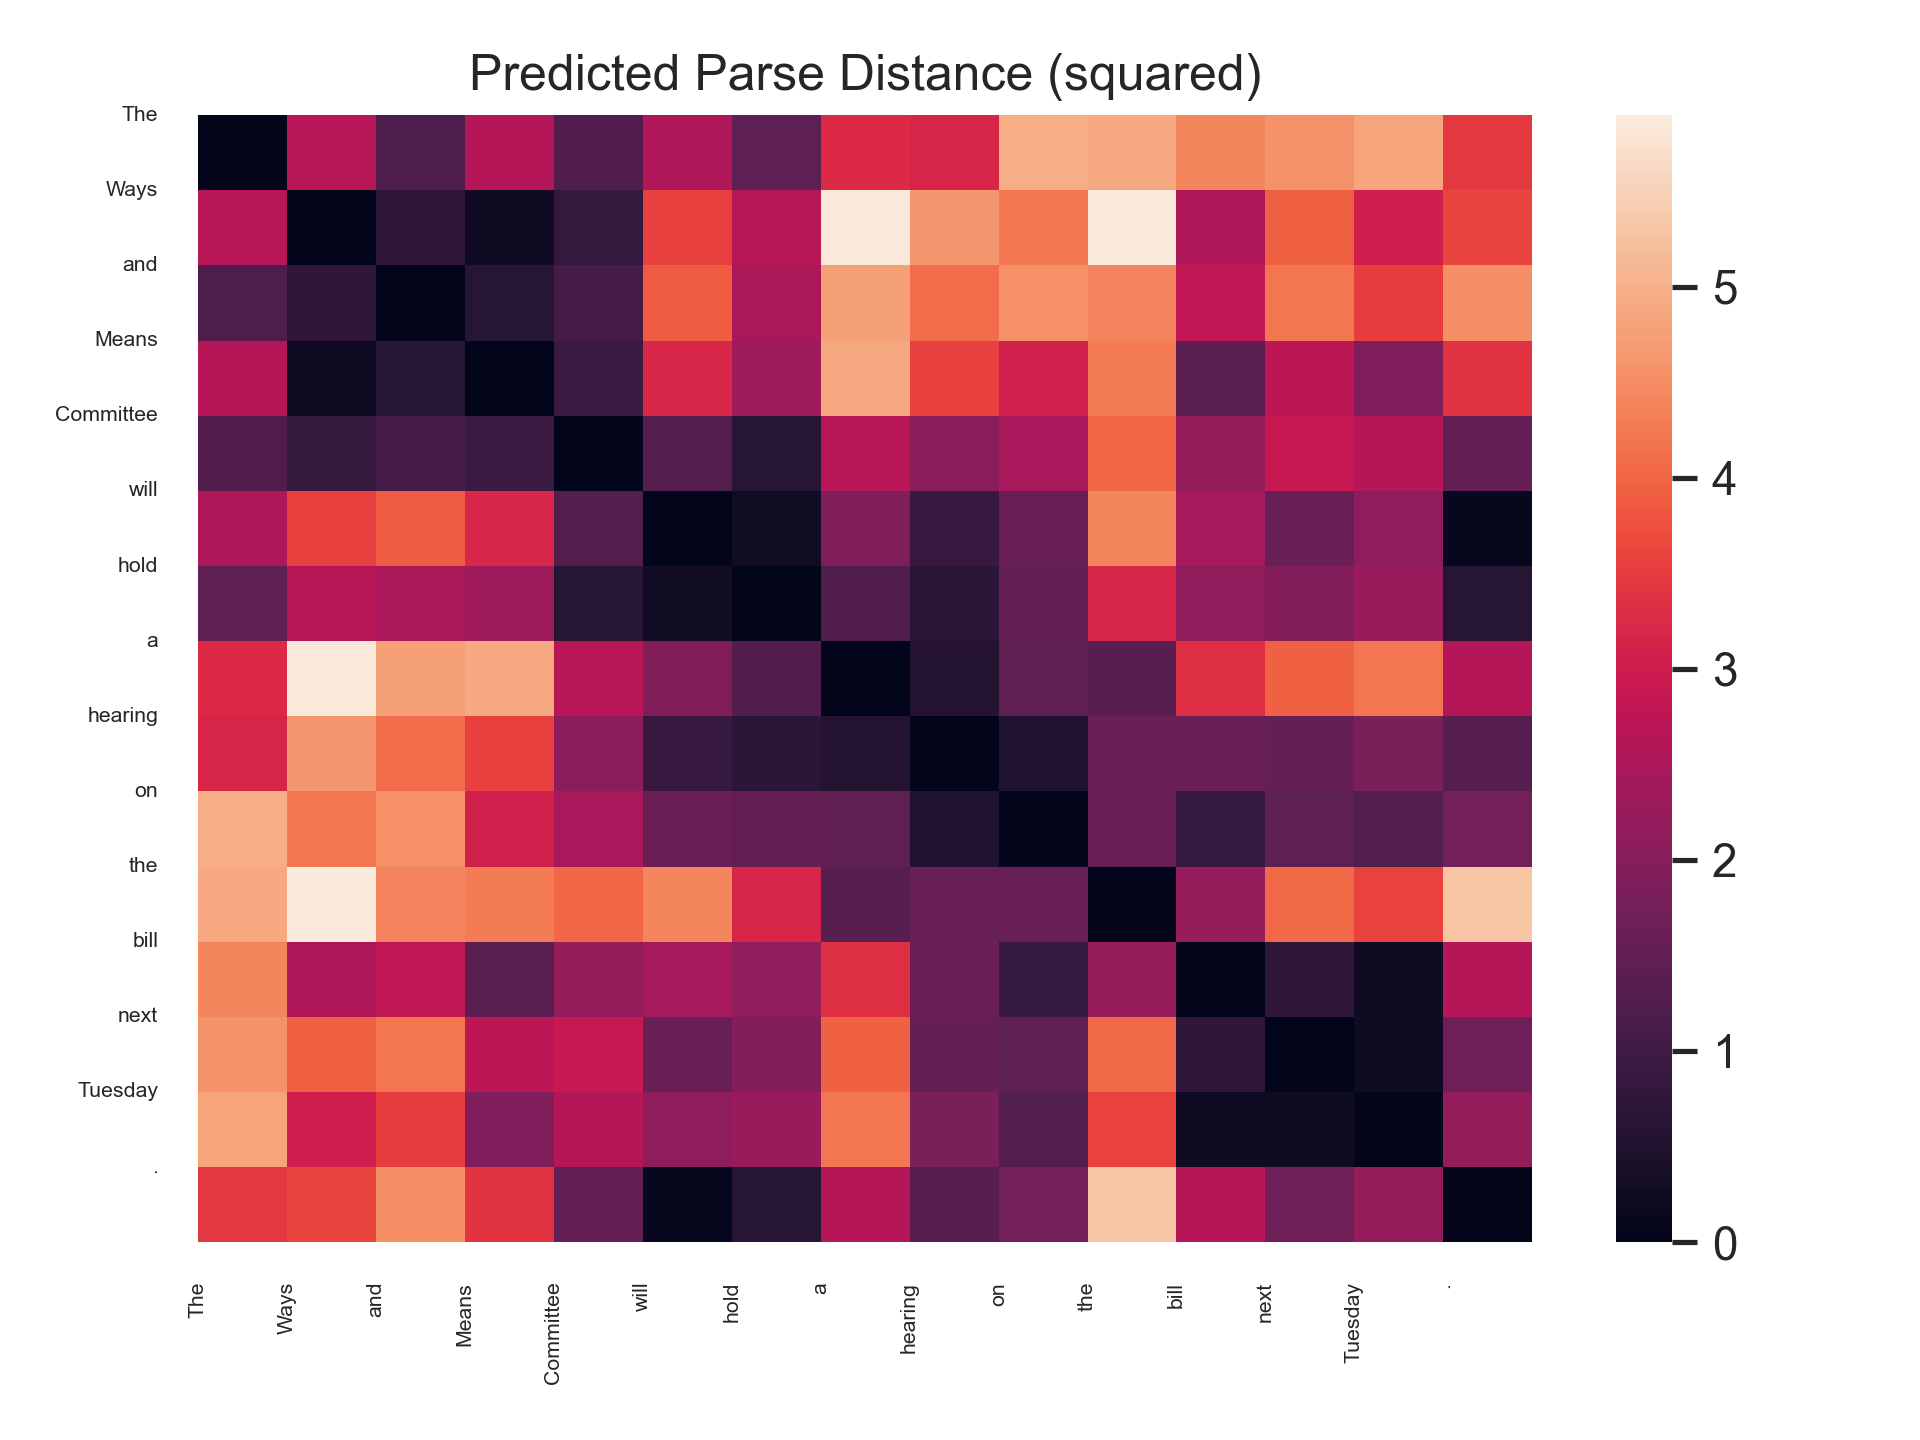 Predicted Parse Distance (squared)
The
Ways
and
Means
Committee
will
hold
a
hearing
on
the
bill
next
Tuesday
.
5
4
3
2
1
0
The
Ways
and
Means
Committee
will
hold
a
hearing
on
the
bill
next
Tuesday
.